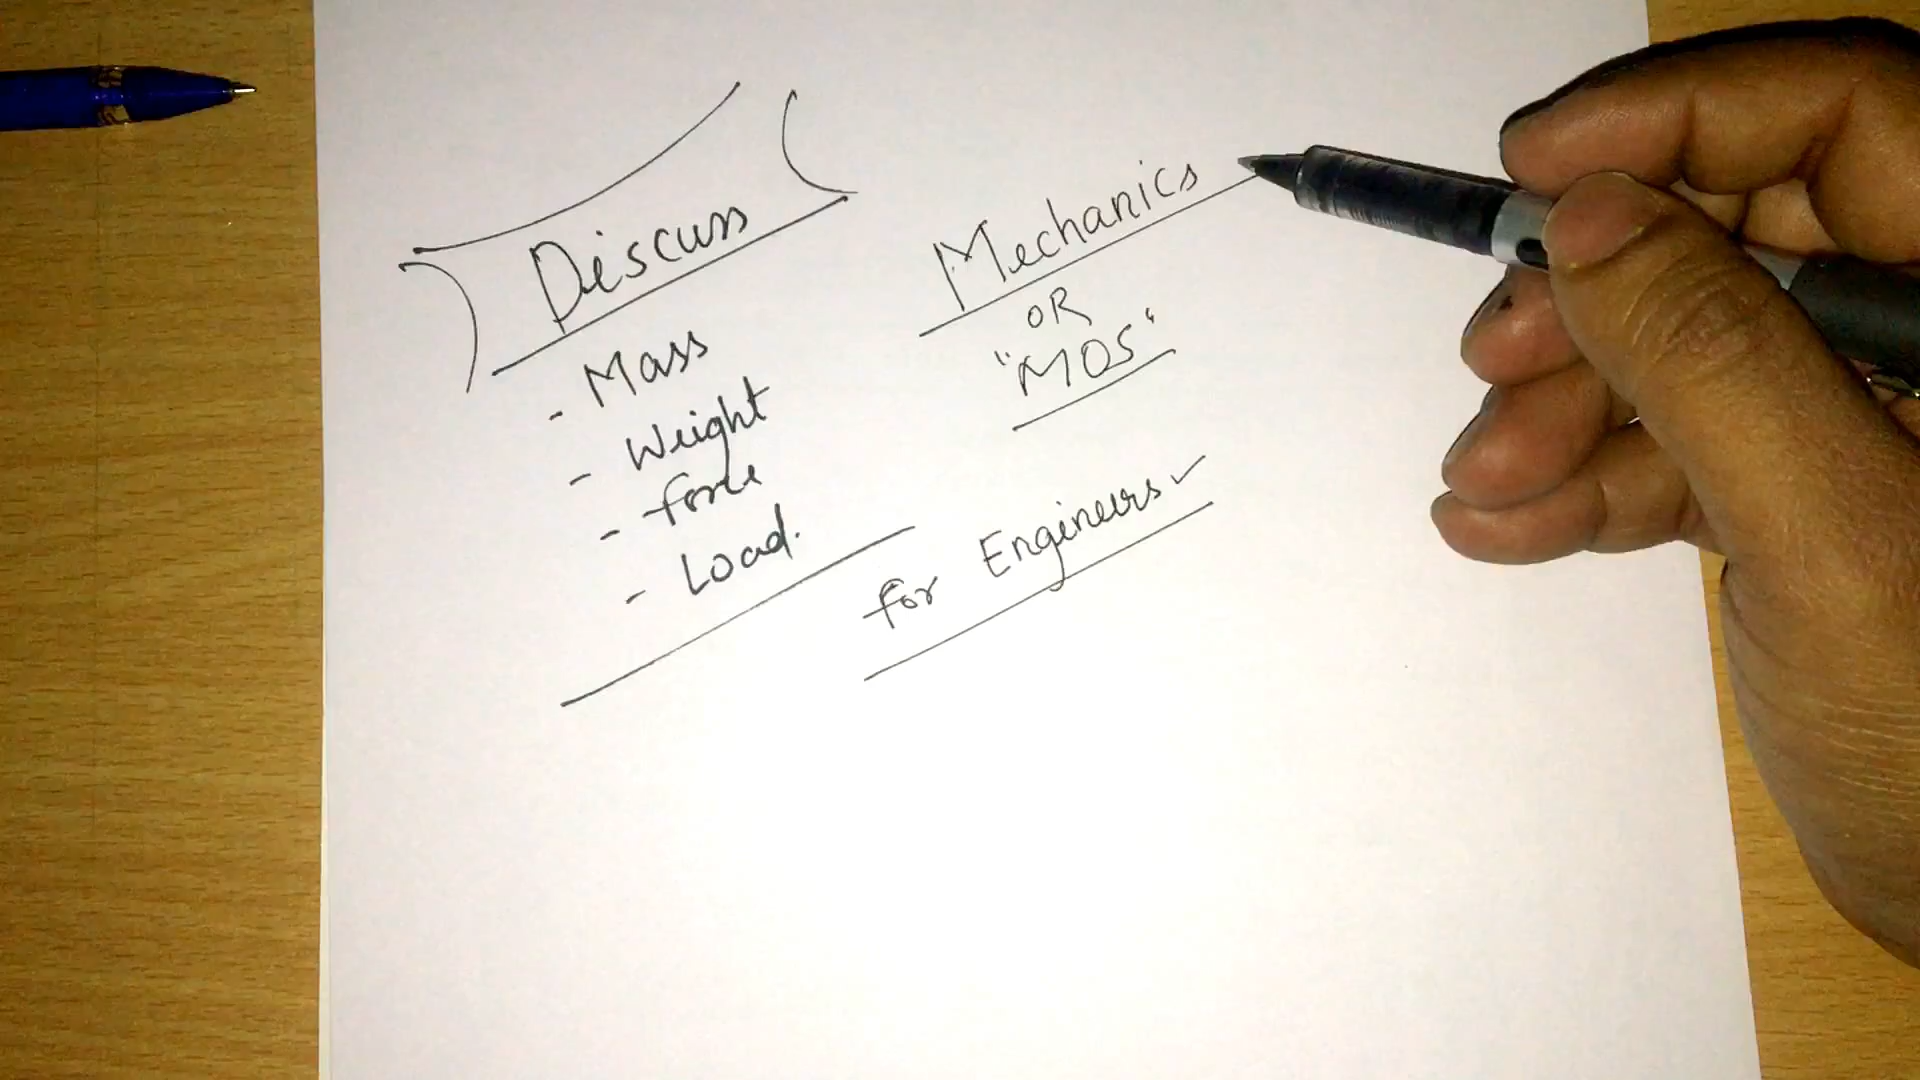 Discuss
- Mass
- Weight
- force
- Load.
Mechanics
OR
"MOS"
for Engineers ✓